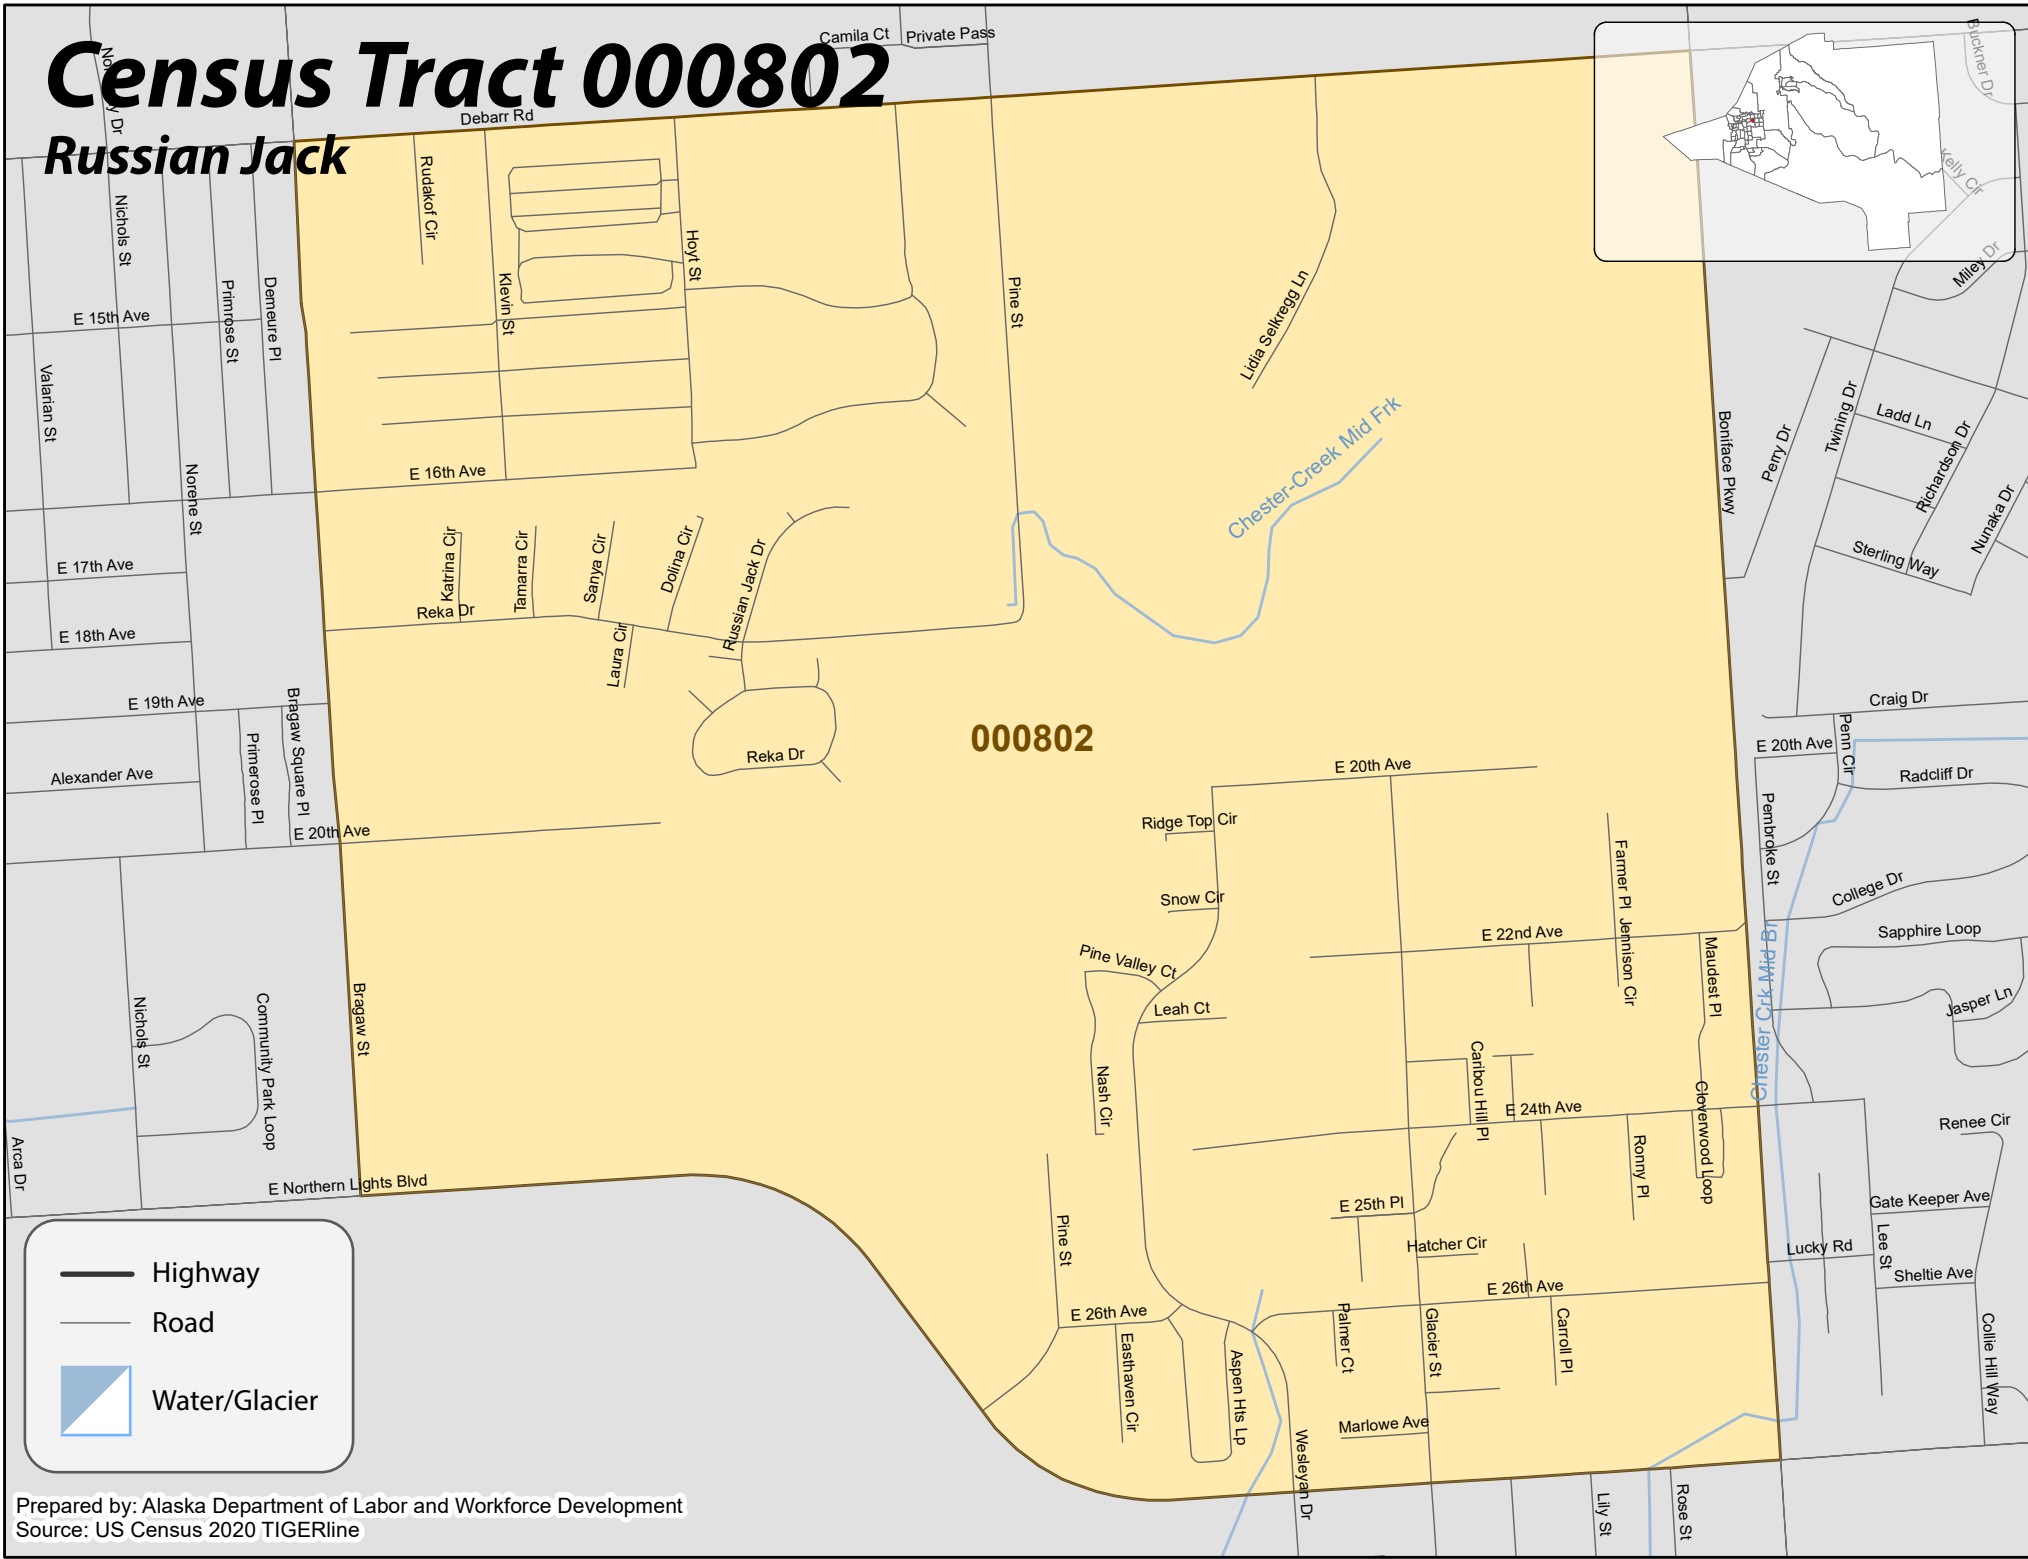 Census Tract 000802
Russian Jack
Camila Ct
Private Pass
Debarr Rd
Buckner Dr
Kelly Cir
Miley Dr
Nichols St
Rudakof Cir
Hoyt St
Klevin St
Pine St
Lidia Selkregg Ln
E 15th Ave
Primrose St
Demeure Pl
Valarian St
Norene St
E 16th Ave
Chester-Creek Mid Frk
Boniface Pkwy
Perry Dr
Twining Dr
Ladd Ln
Richardson Dr
Nunaka Dr
Sterling Way
E 17th Ave
E 18th Ave
Katrina Cir
Tamarra Cir
Sanya Cir
Dolina Cir
Russian Jack Dr
Reka Dr
Laura Cir
E 19th Ave
Bragaw Square Pl
Primerose Pl
Alexander Ave
E 20th Ave
Reka Dr
000802
Craig Dr
E 20th Ave
Penn Cir
Radcliff Dr
Pembroke St
College Dr
Sapphire Loop
Jasper Ln
Chester Crk Mid Br
E 20th Ave
Ridge Top Cir
Snow Cir
Pine Valley Ct
Leah Ct
Nash Cir
Farmer Pl
Jennison Cir
E 22nd Ave
Maudest Pl
Caribou Hill Pl
E 24th Ave
Cloverwood Loop
Ronny Pl
Nichols St
Community Park Loop
Bragaw St
Arca Dr
E Northern Lights Blvd
Pine St
E 25th Pl
Hatcher Cir
E 26th Ave
E 26th Ave
Easthaven Cir
Aspen Hts Lp
Wesleyan Dr
Palmer Ct
Glacier St
Carroll Pl
Marlowe Ave
Lily St
Rose St
Renee Cir
Gate Keeper Ave
Lee St
Lucky Rd
Sheltie Ave
Collie Hill Way
Highway
Road
Water/Glacier
Prepared by: Alaska Department of Labor and Workforce Development
Source: US Census 2020 TIGERline